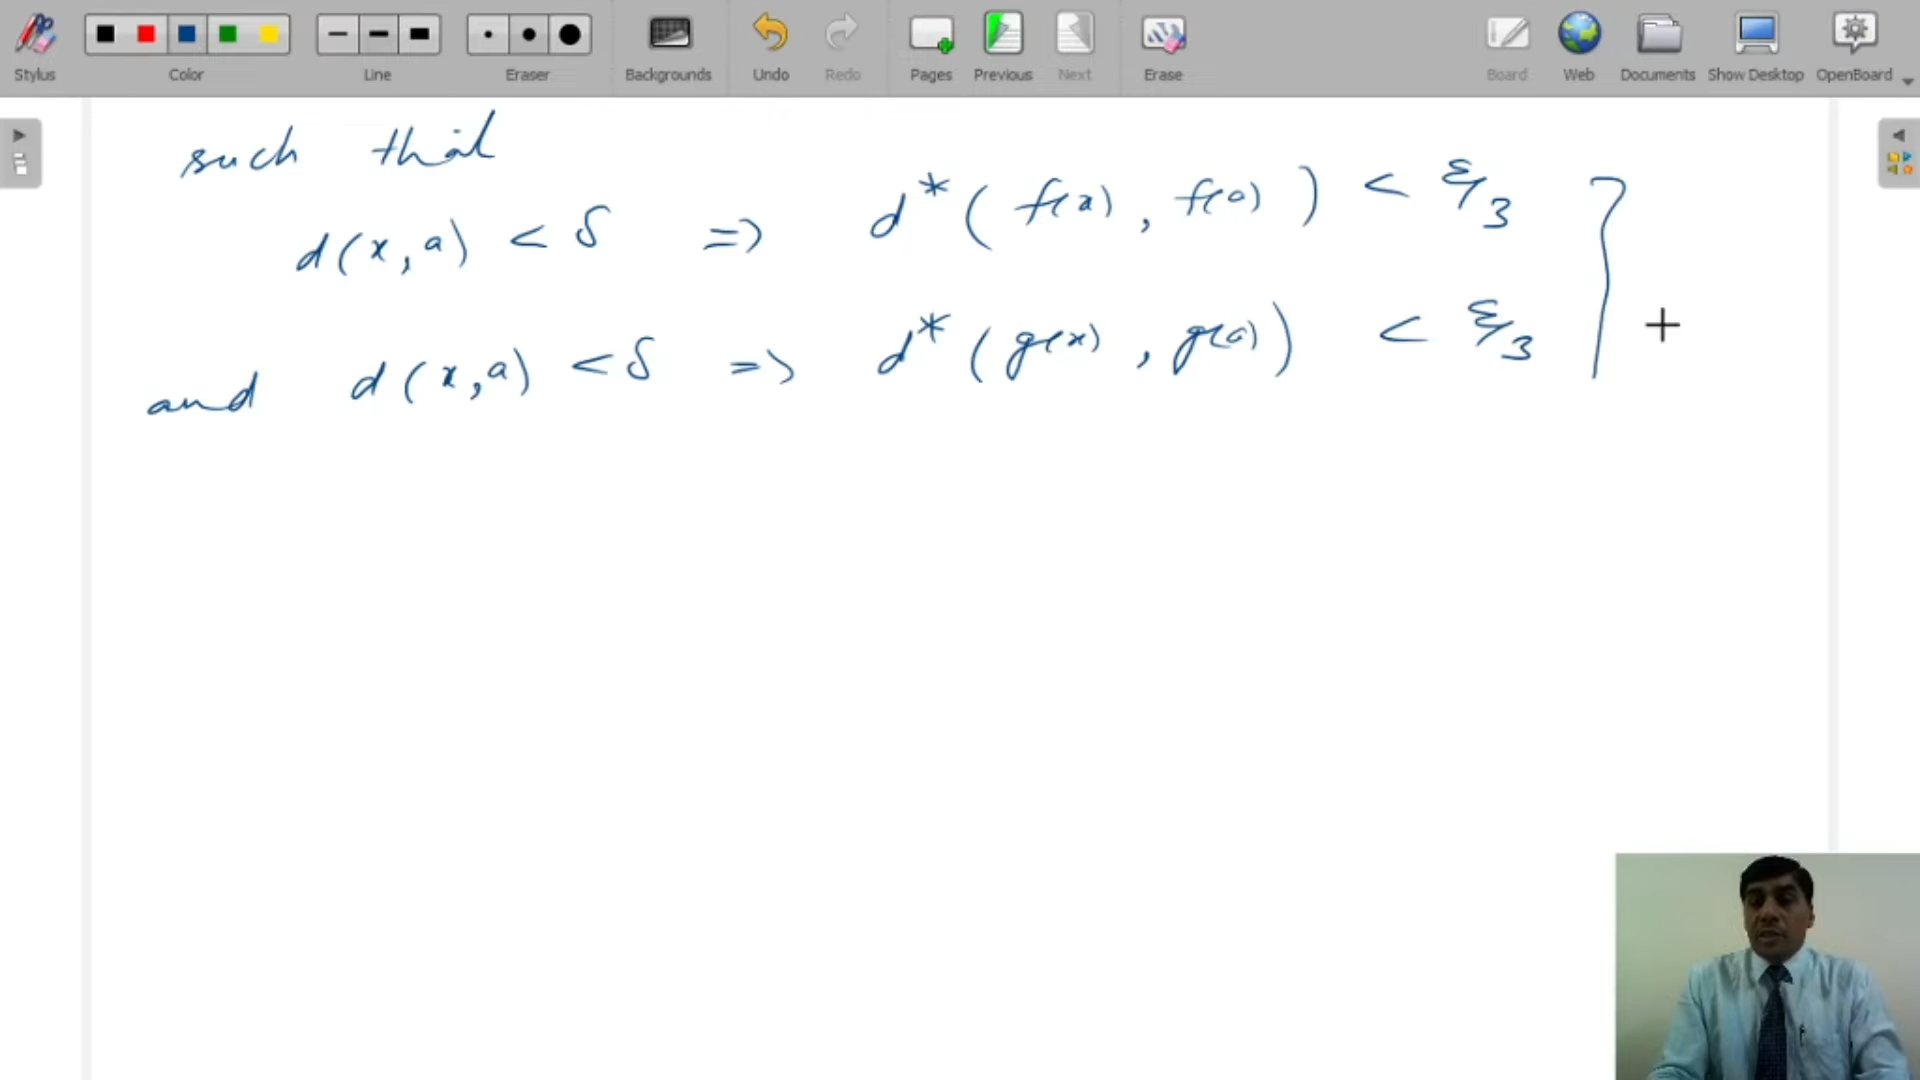 Stylus Color Line Eraser Backgrounds Undo Redo Pages Previous Next Erase Board Web Documents Show Desktop OpenBoard
such that
d(x,a) < δ => d*(f(x), f(a)) < ε/3
and d(x,a) < δ => d*(g(x), g(a)) < ε/3